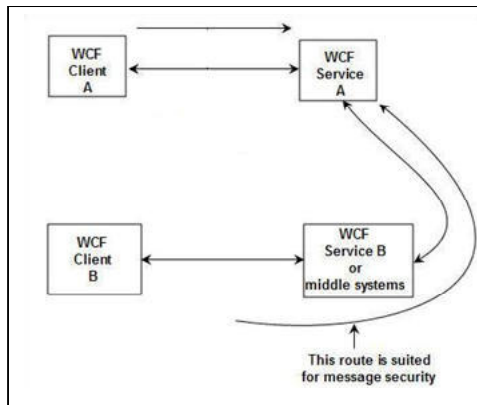 WCF
Client
A
WCF
Service
A
WCF
Client
B
WCF
Service B
or
middle systems
This route is suited
for message security